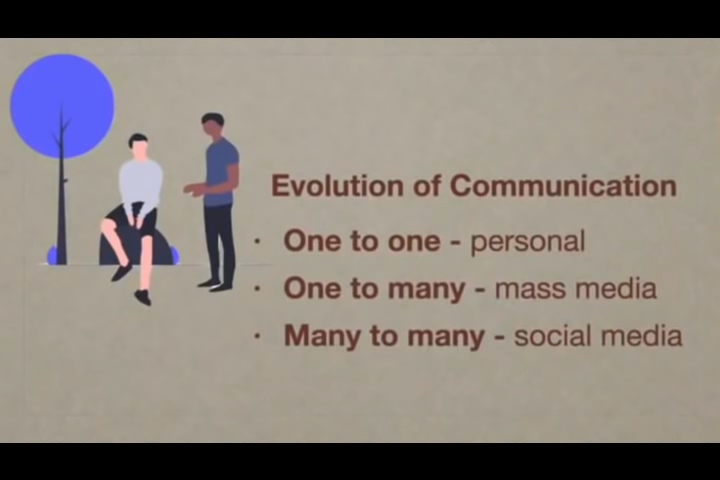 Evolution of Communication
· One to one - personal
· One to many - mass media
· Many to many - social media